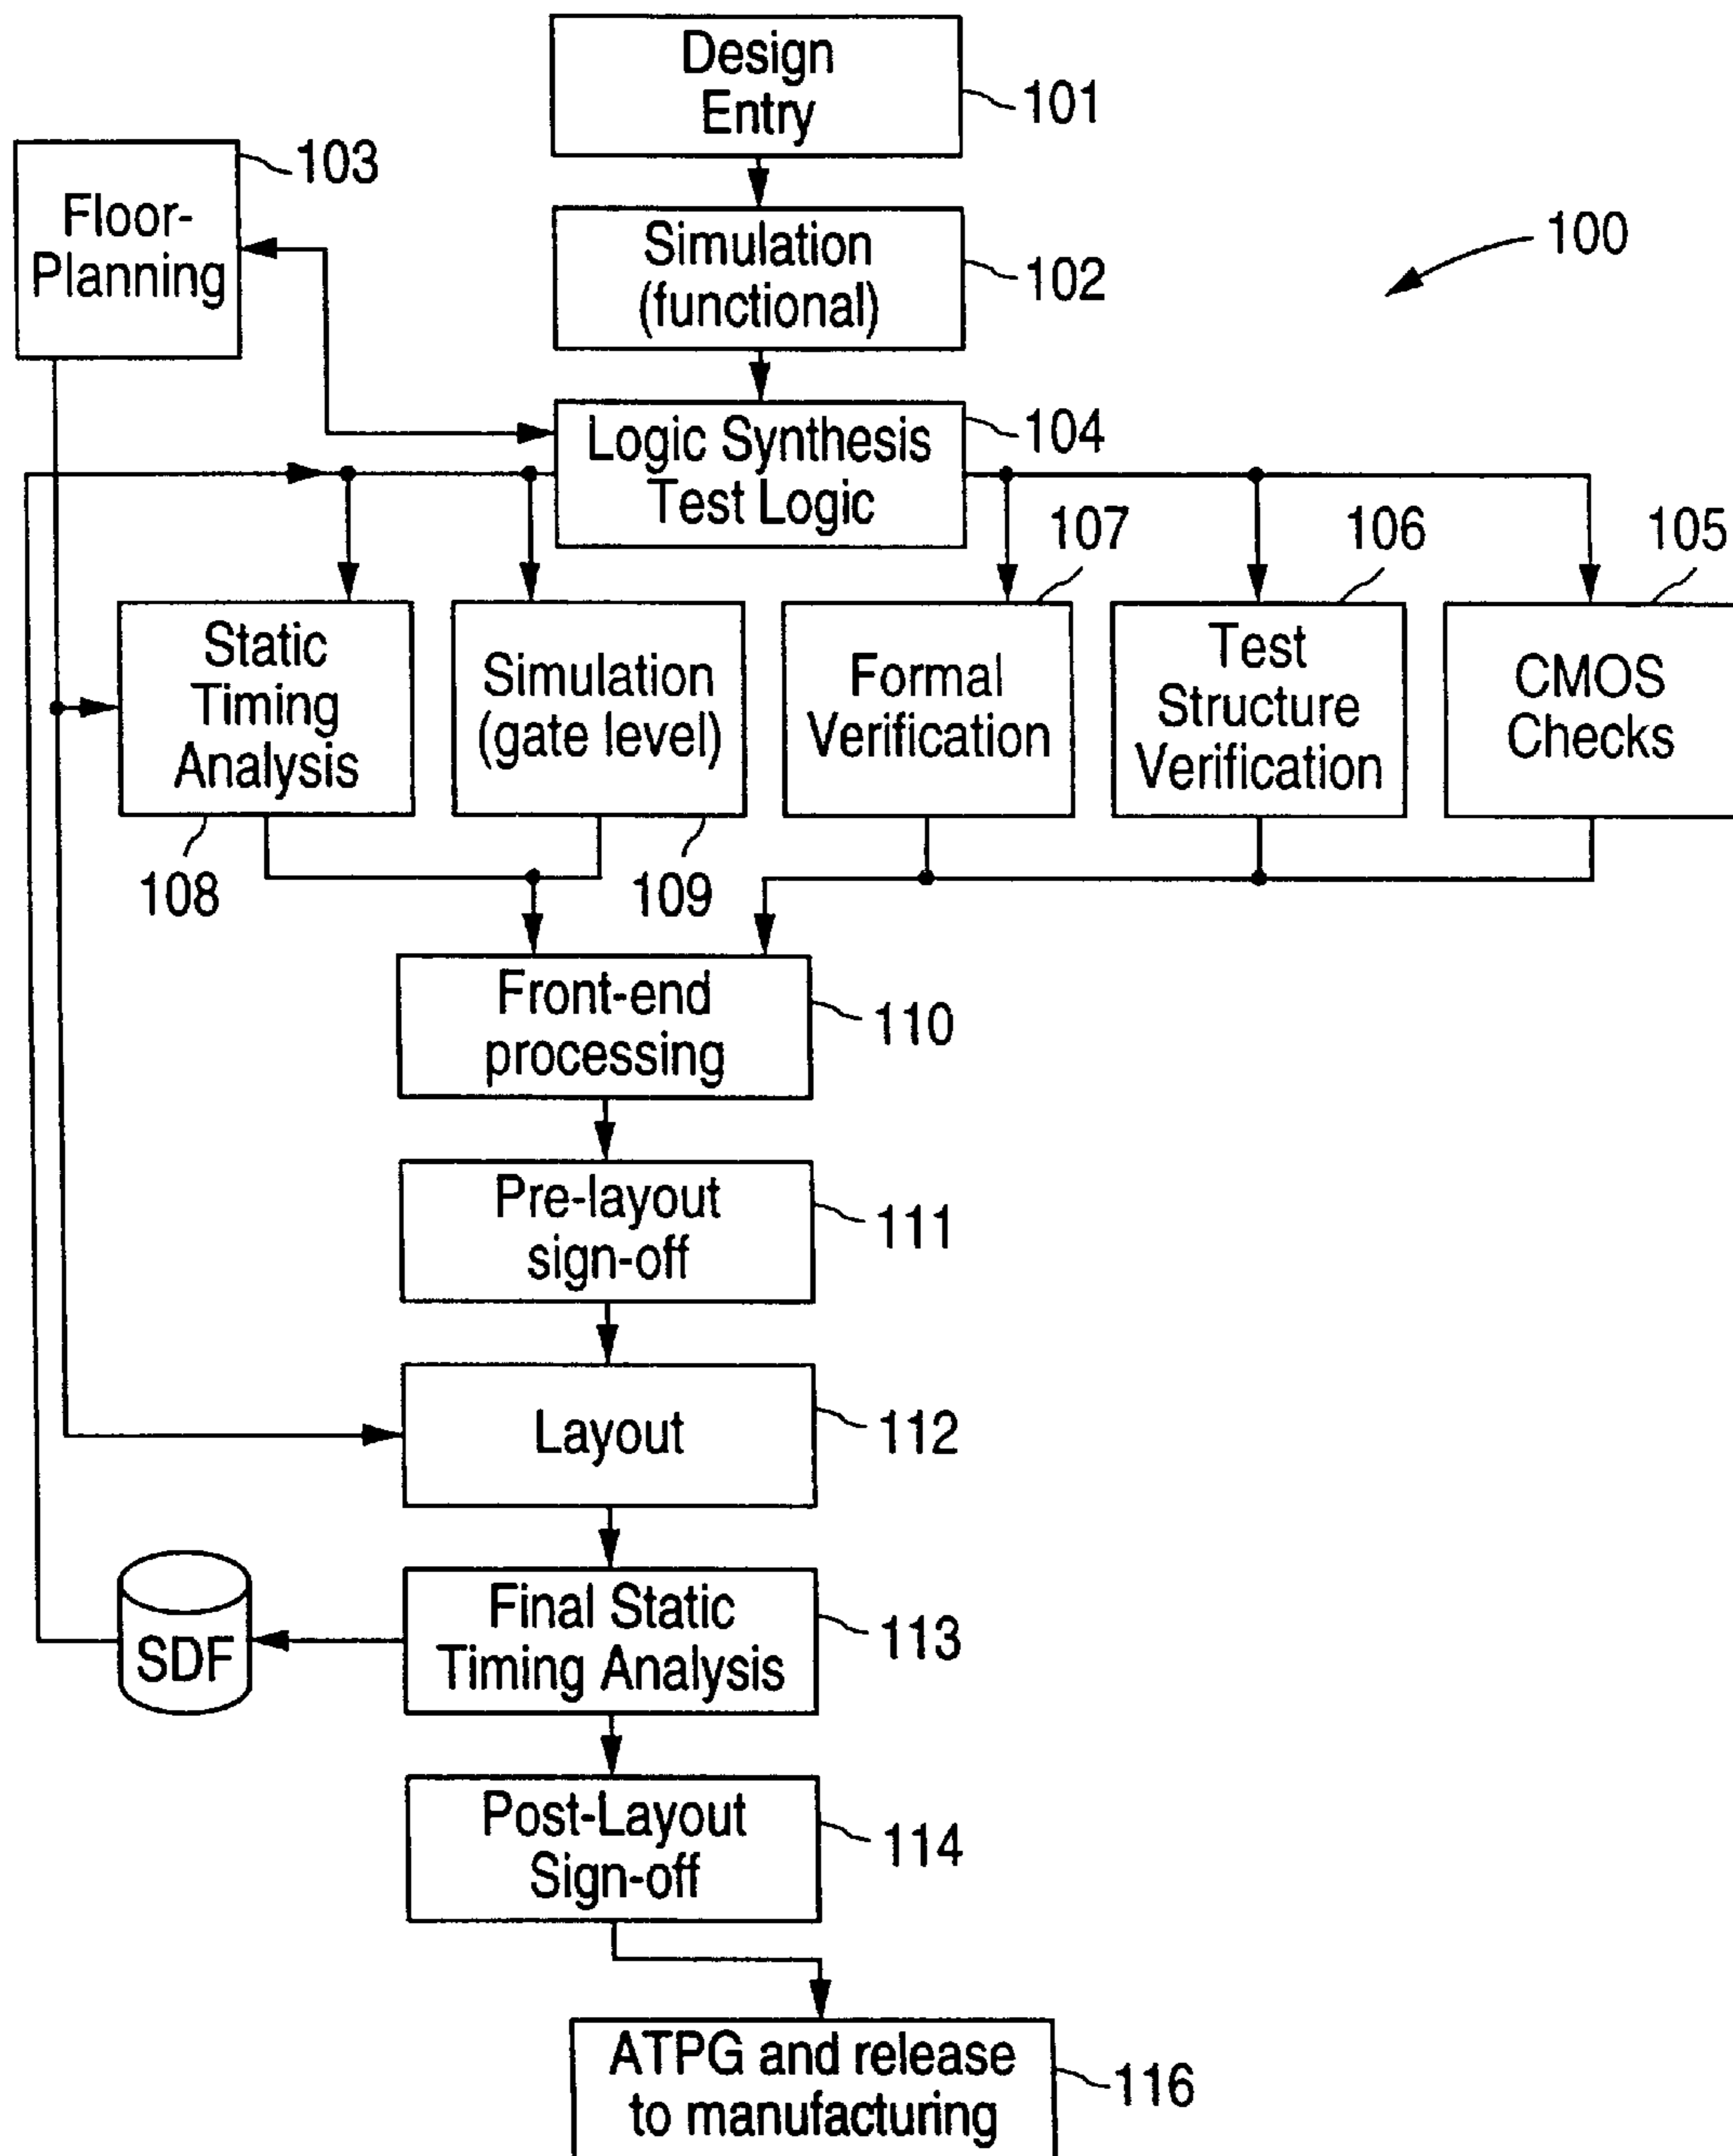 Design
Entry
101
103
Floor-
Planning
Simulation
(functional)
102
100
Logic Synthesis
Test Logic
104
107
106
105
Static
Timing
Analysis
Simulation
(gate level)
Formal
Verification
Test
Structure
Verification
CMOS
Checks
108
109
Front-end
processing
110
Pre-layout
sign-off
111
Layout
112
SDF
Final Static
Timing Analysis
113
Post-Layout
Sign-off
114
ATPG and release
to manufacturing
116